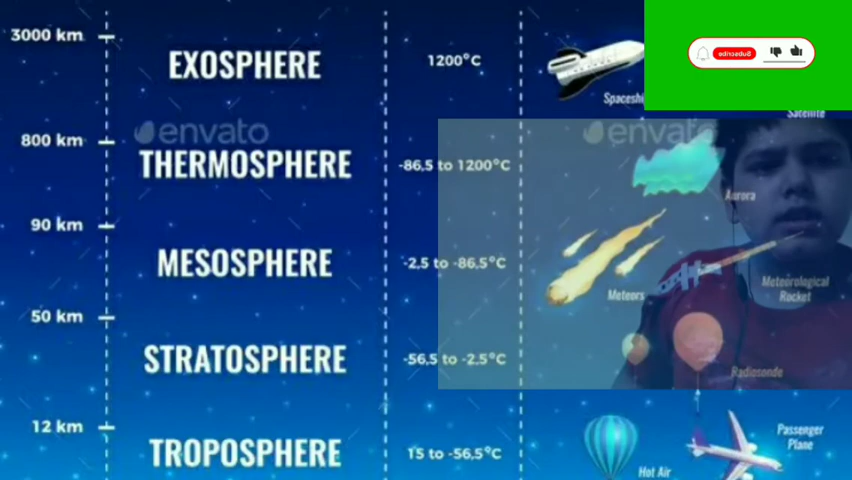 3000 km
EXOSPHERE
1200°C
Satellite
800 km
envato
envato
THERMOSPHERE
-86,5 to 1200°C
Aurora
90 km
MESOSPHERE
-2,5 to -86,5°C
Meteors
Meteorological
Rocket
50 km
STRATOSPHERE
-56,5 to -2,5°C
Radiosonde
12 km
TROPOSPHERE
15 to -56,5°C
Passenger
Plane
Hot Air